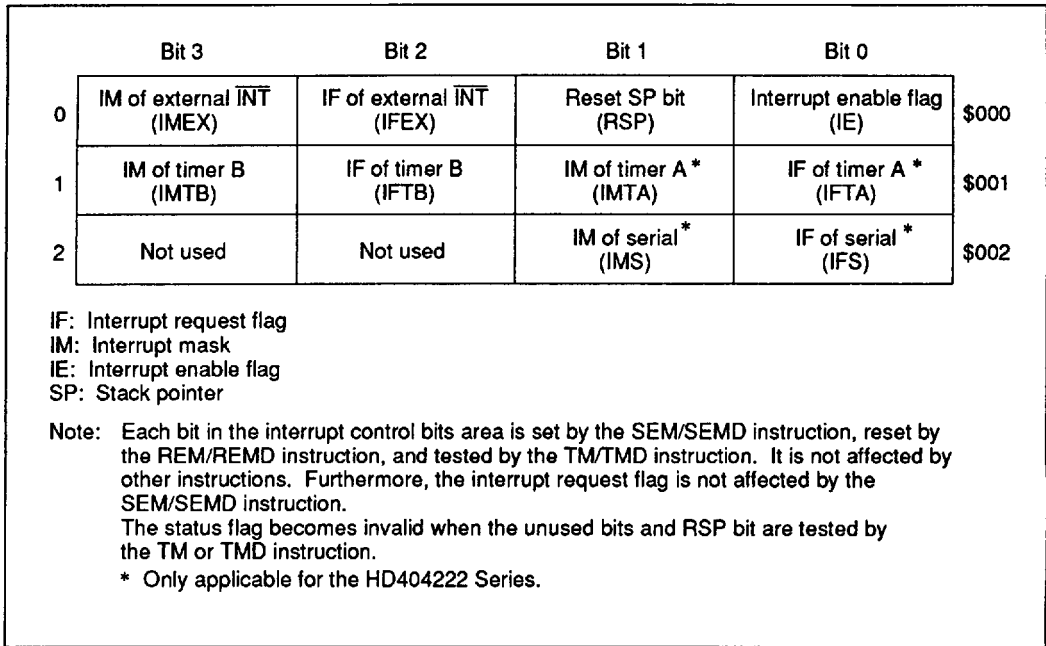 Bit 3 Bit 2 Bit 1 Bit 0
0 IM of external INT (IMEX) IF of external INT (IFEX) Reset SP bit (RSP) Interrupt enable flag (IE) $000
1 IM of timer B (IMTB) IF of timer B (IFTB) IM of timer A * (IMTA) IF of timer A * (IFTA) $001
2 Not used Not used IM of serial * (IMS) IF of serial * (IFS) $002
IF: Interrupt request flag
IM: Interrupt mask
IE: Interrupt enable flag
SP: Stack pointer
Note: Each bit in the interrupt control bits area is set by the SEM/SEMD instruction, reset by
the REM/REMD instruction, and tested by the TM/TMD instruction. It is not affected by
other instructions. Furthermore, the interrupt request flag is not affected by the
SEM/SEMD instruction.
The status flag becomes invalid when the unused bits and RSP bit are tested by
the TM or TMD instruction.
* Only applicable for the HD404222 Series.